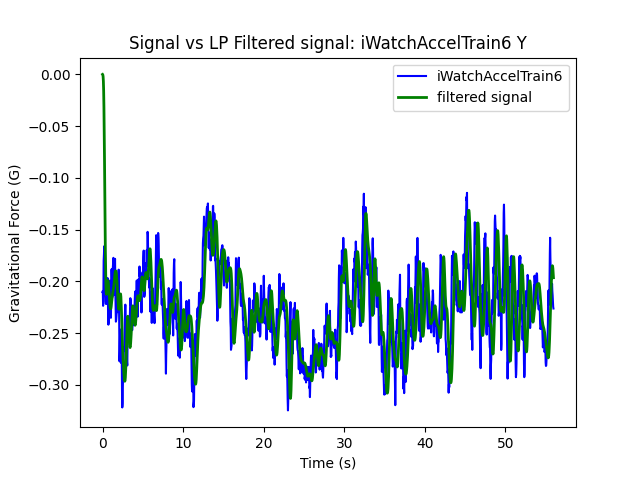 Signal vs LP Filtered signal: iWatchAccelTrain6 Y
iWatchAccelTrain6
filtered signal
Gravitational Force (G)
0.00
−0.05
−0.10
−0.15
−0.20
−0.25
−0.30
0 10 20 30 40 50
Time (s)